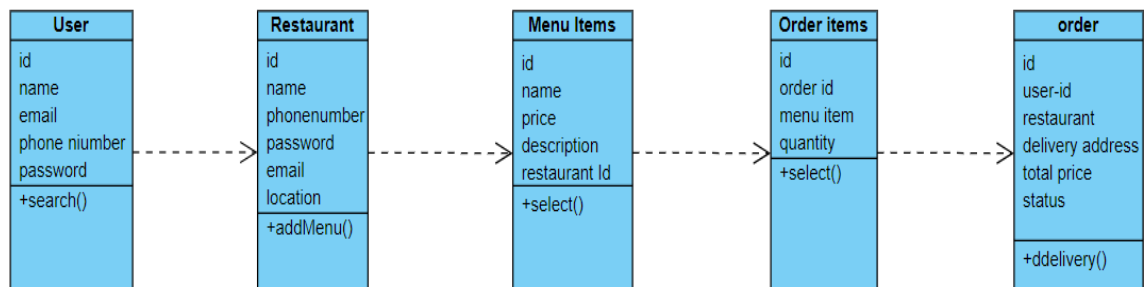 User
id
name
email
phone niumber
password
+search()
Restaurant
id
name
phonenumber
password
email
location
+addMenu()
Menu Items
id
name
price
description
restaurant Id
+select()
Order items
id
order id
menu item
quantity
+select()
order
id
user-id
restaurant
delivery address
total price
status
+ddelivery()